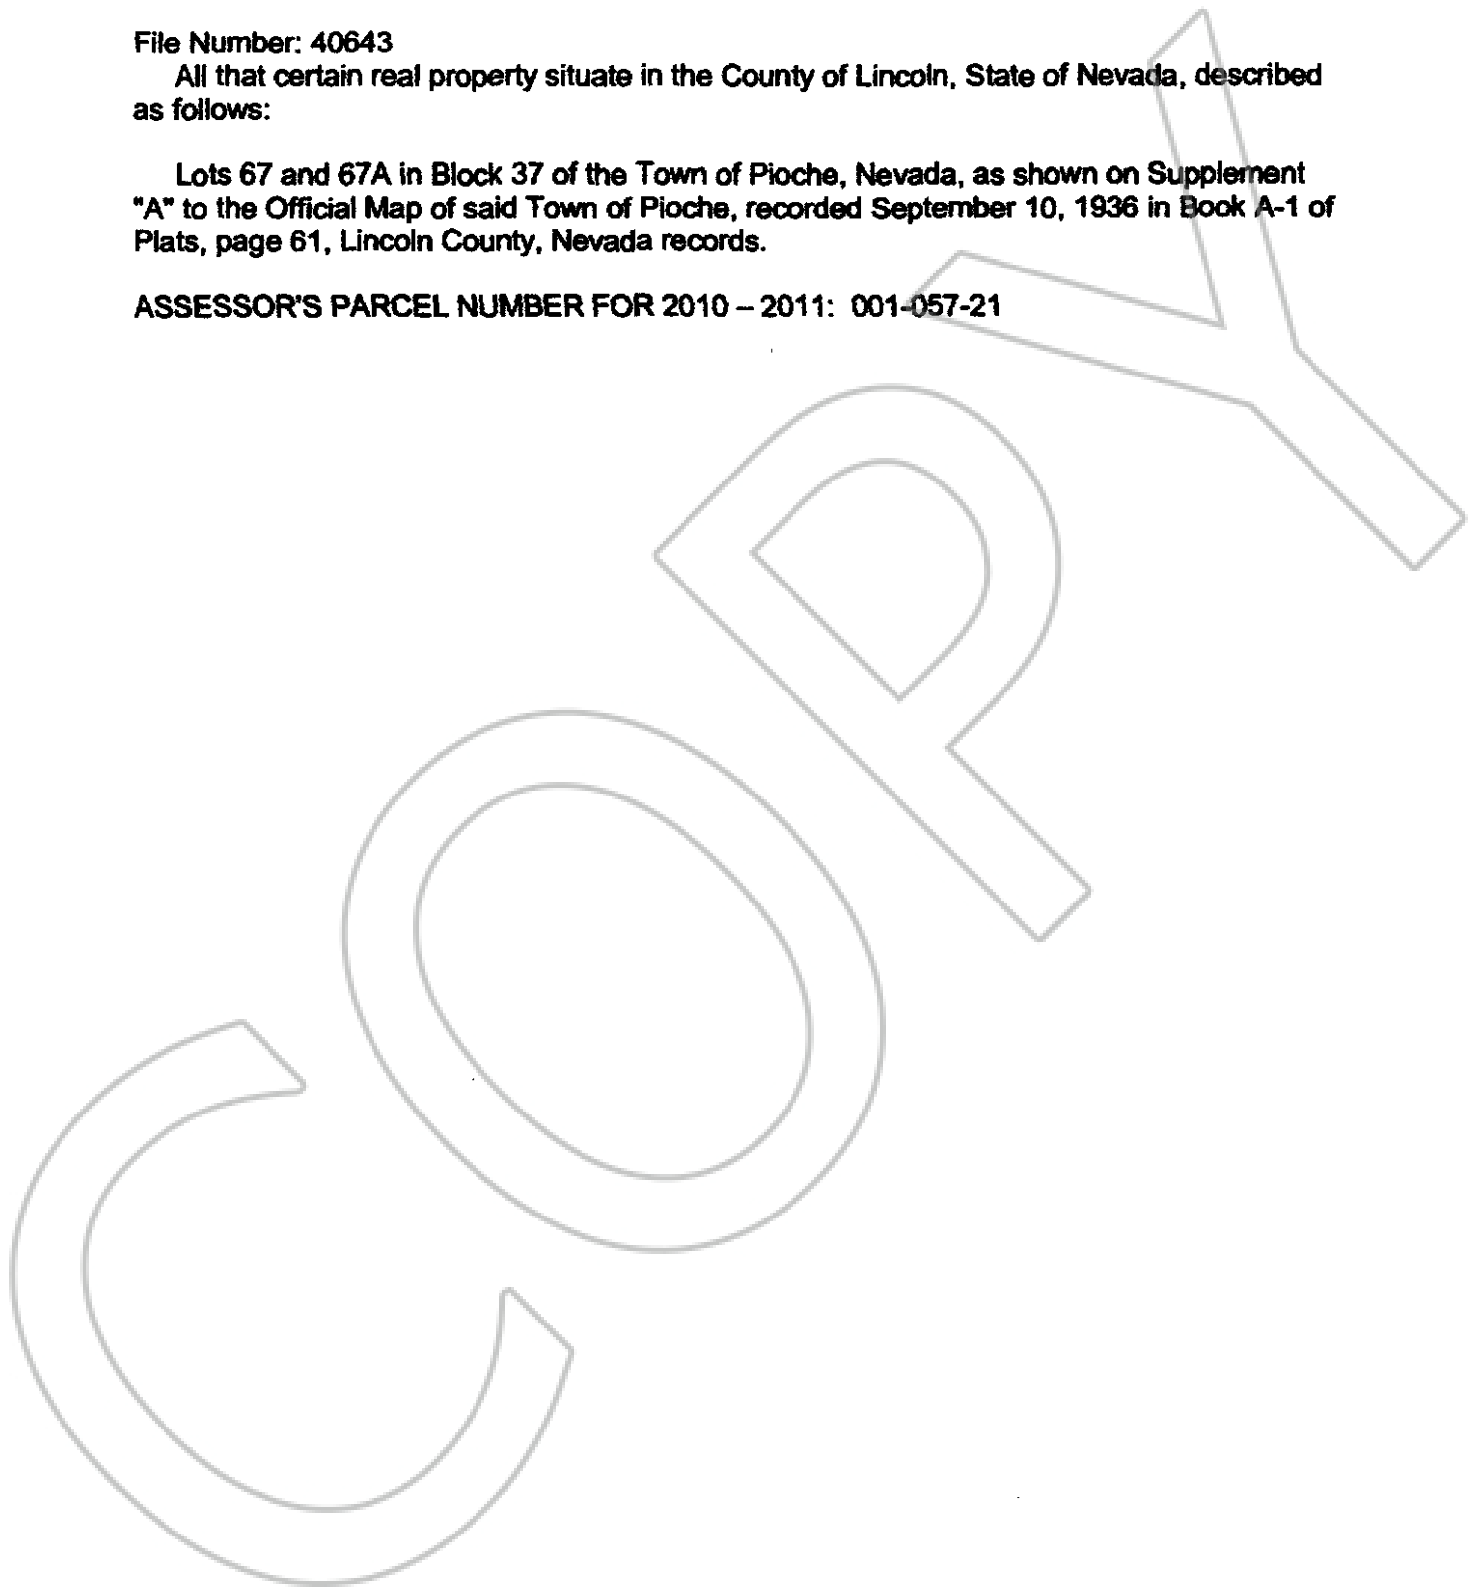 File Number: 40643
All that certain real property situate in the County of Lincoln, State of Nevada, described
as follows:
Lots 67 and 67A in Block 37 of the Town of Pioche, Nevada, as shown on Supplement
"A" to the Official Map of said Town of Pioche, recorded September 10, 1936 in Book A-1 of
Plats, page 61, Lincoln County, Nevada records.
ASSESSOR'S PARCEL NUMBER FOR 2010 – 2011: 001-057-21
COPY